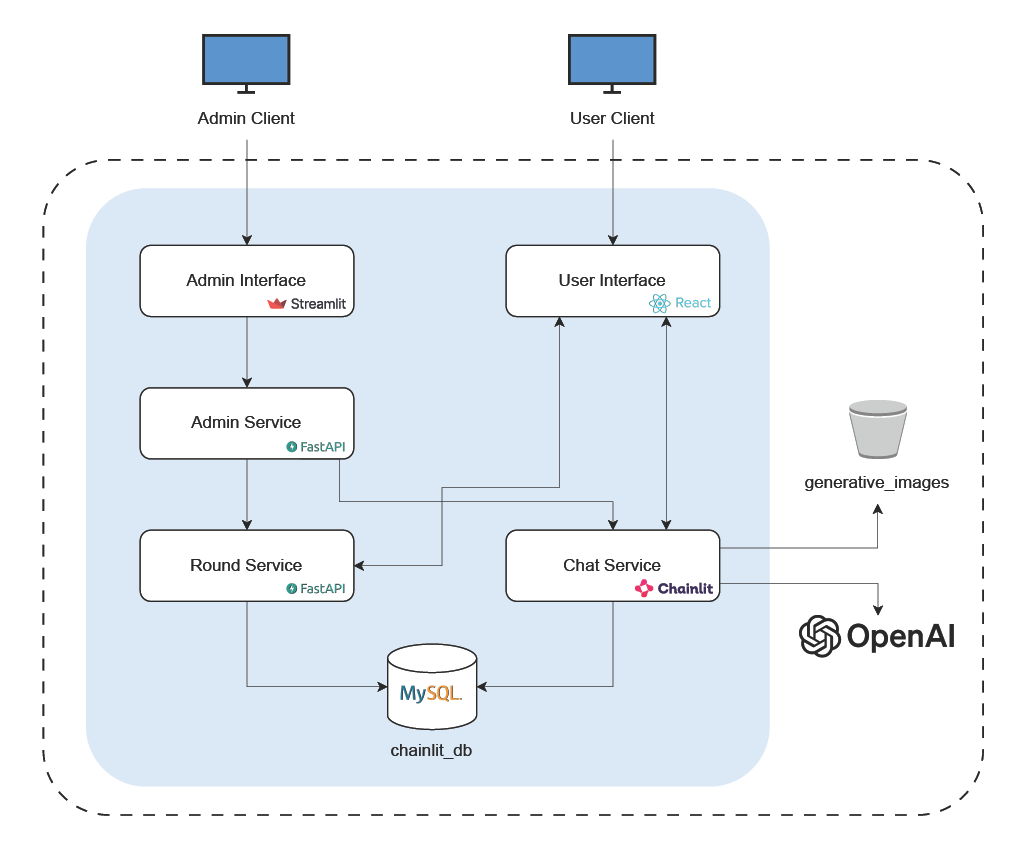 Admin Client
User Client
Admin Interface
Streamlit
User Interface
React
Admin Service
FastAPI
generative_images
Round Service
FastAPI
Chat Service
Chainlit
OpenAI
MySQL.
chainlit_db